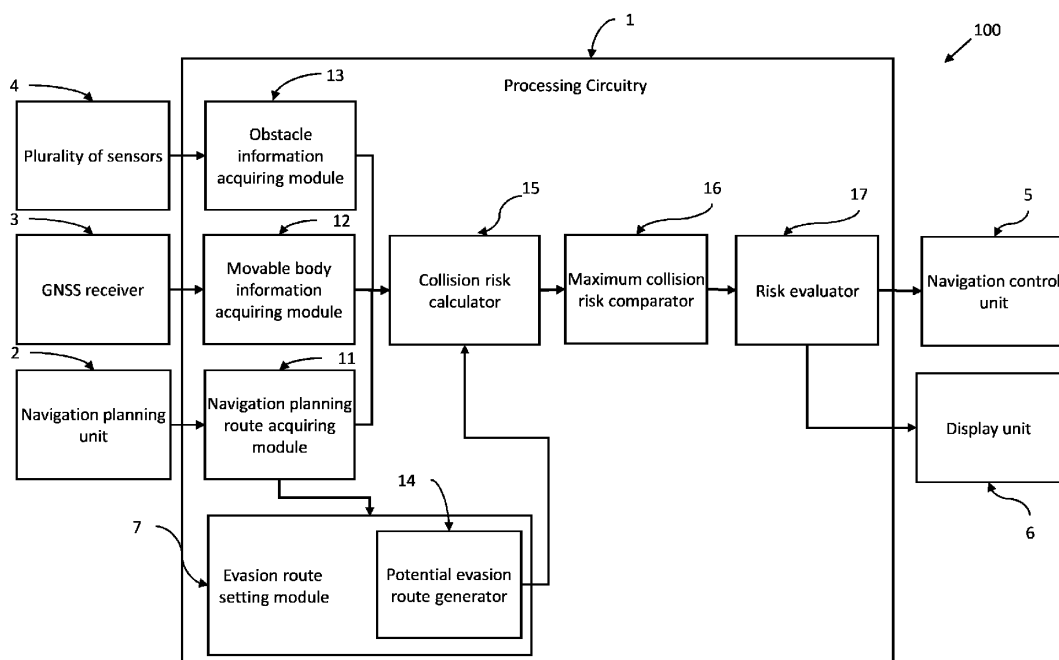 1
100
4
13
Processing Circuitry
Plurality of sensors
Obstacle
information
acquiring module
3
12
15
16
17
5
GNSS receiver
Movable body
information
acquiring module
Collision risk
calculator
Maximum collision
risk comparator
Risk evaluator
Navigation control
unit
2
11
Navigation planning
unit
Navigation planning
route acquiring
module
Display unit
14
6
7
Evasion route
setting module
Potential evasion
route generator